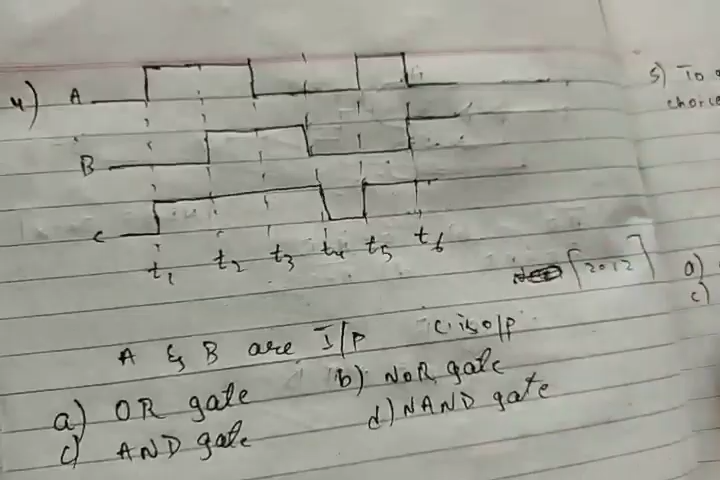 4) A
B
C
t1 t2 t3 t4 t5 t6
[2012]
A & B are I/P C is o/p
a) OR gate b) NOR gate
c) AND gate d) NAND gate
5) To
choice
a)
c)